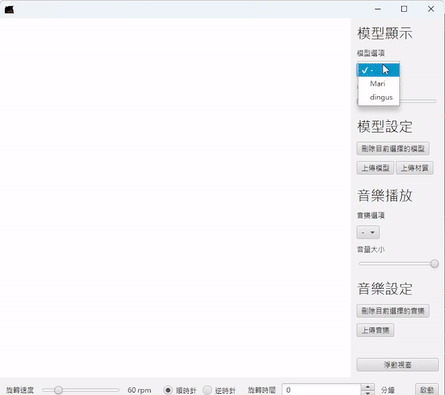 模型顯示
模型選項
-
Mari
dingus
模型設定
刪除目前選擇的模型
上傳模型 上傳材質
音樂播放
音樂選項
-
音量大小
音樂設定
刪除目前選擇的音樂
上傳音樂
浮動視窗
旋轉速度 60 rpm 順時針 逆時針 旋轉時間 0 分鐘 啟動